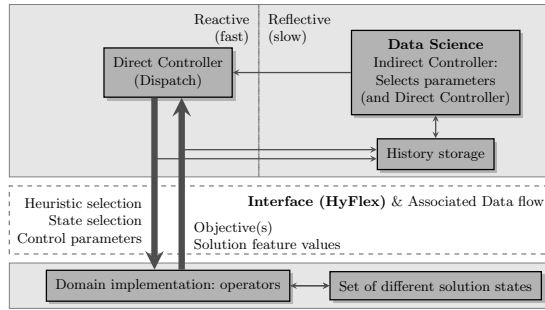 Reactive
(fast)
Reflective
(slow)
Direct Controller
(Dispatch)
Data Science
Indirect Controller:
Selects parameters
(and Direct Controller)
History storage
Heuristic selection
State selection
Control parameters
Interface (HyFlex) & Associated Data flow
Objective(s)
Solution feature values
Domain implementation: operators
Set of different solution states